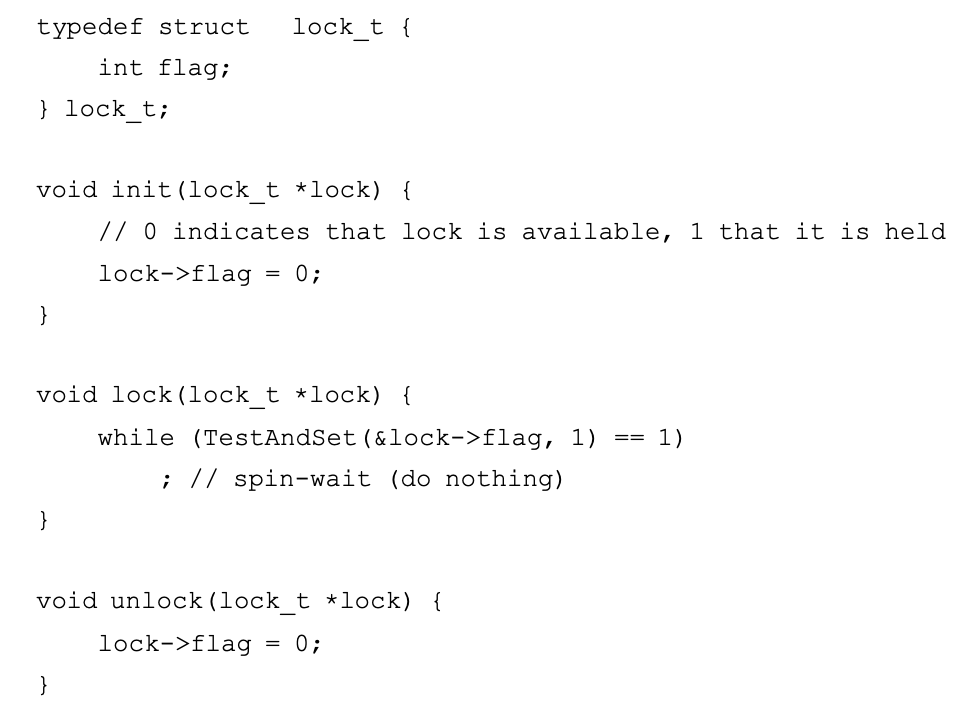 typedef struct   lock_t {
    int flag;
} lock_t;

void init(lock_t *lock) {
    // 0 indicates that lock is available, 1 that it is held
    lock->flag = 0;
}

void lock(lock_t *lock) {
    while (TestAndSet(&lock->flag, 1) == 1)
        ; // spin-wait (do nothing)
}

void unlock(lock_t *lock) {
    lock->flag = 0;
}